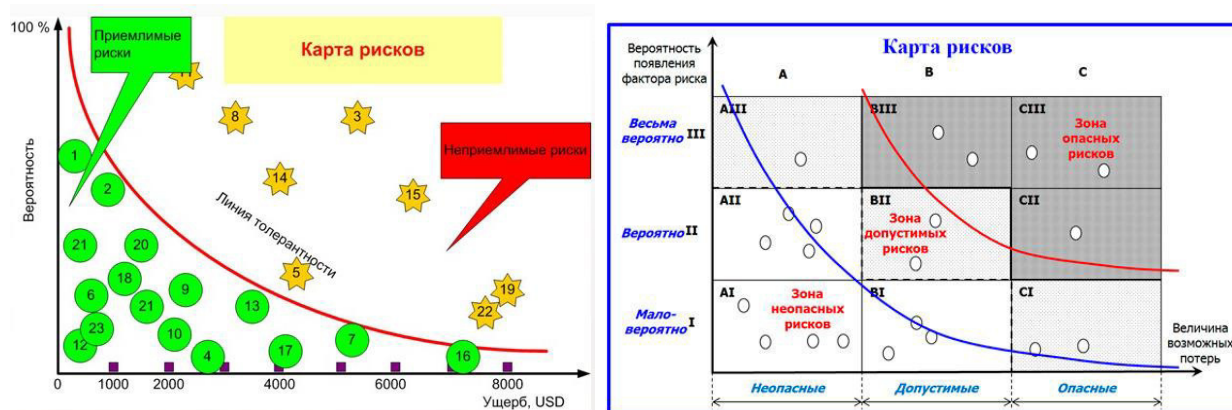 100 %
Приемлимые
риски
Карта рисков
11
8
3
Вероятность
1
2
14
15
Неприемлимые риски
Линия толерантности
21
20
18
5
6
21
9
13
19
22
23
12
10
4
17
7
16
0
1000
2000
4000
6000
8000
Ущерб, USD
Вероятность
появления
фактора риска
Карта рисков
A
B
C
Весьма
вероятно III
AIII
BIII
CIII
Зона
опасных
рисков
Вероятно II
AII
BII
CII
Зона
допустимых
рисков
Мало-
вероятно I
AI
BI
CI
Зона
неопасных
рисков
Величина
возможных
потерь
Неопасные
Допустимые
Опасные